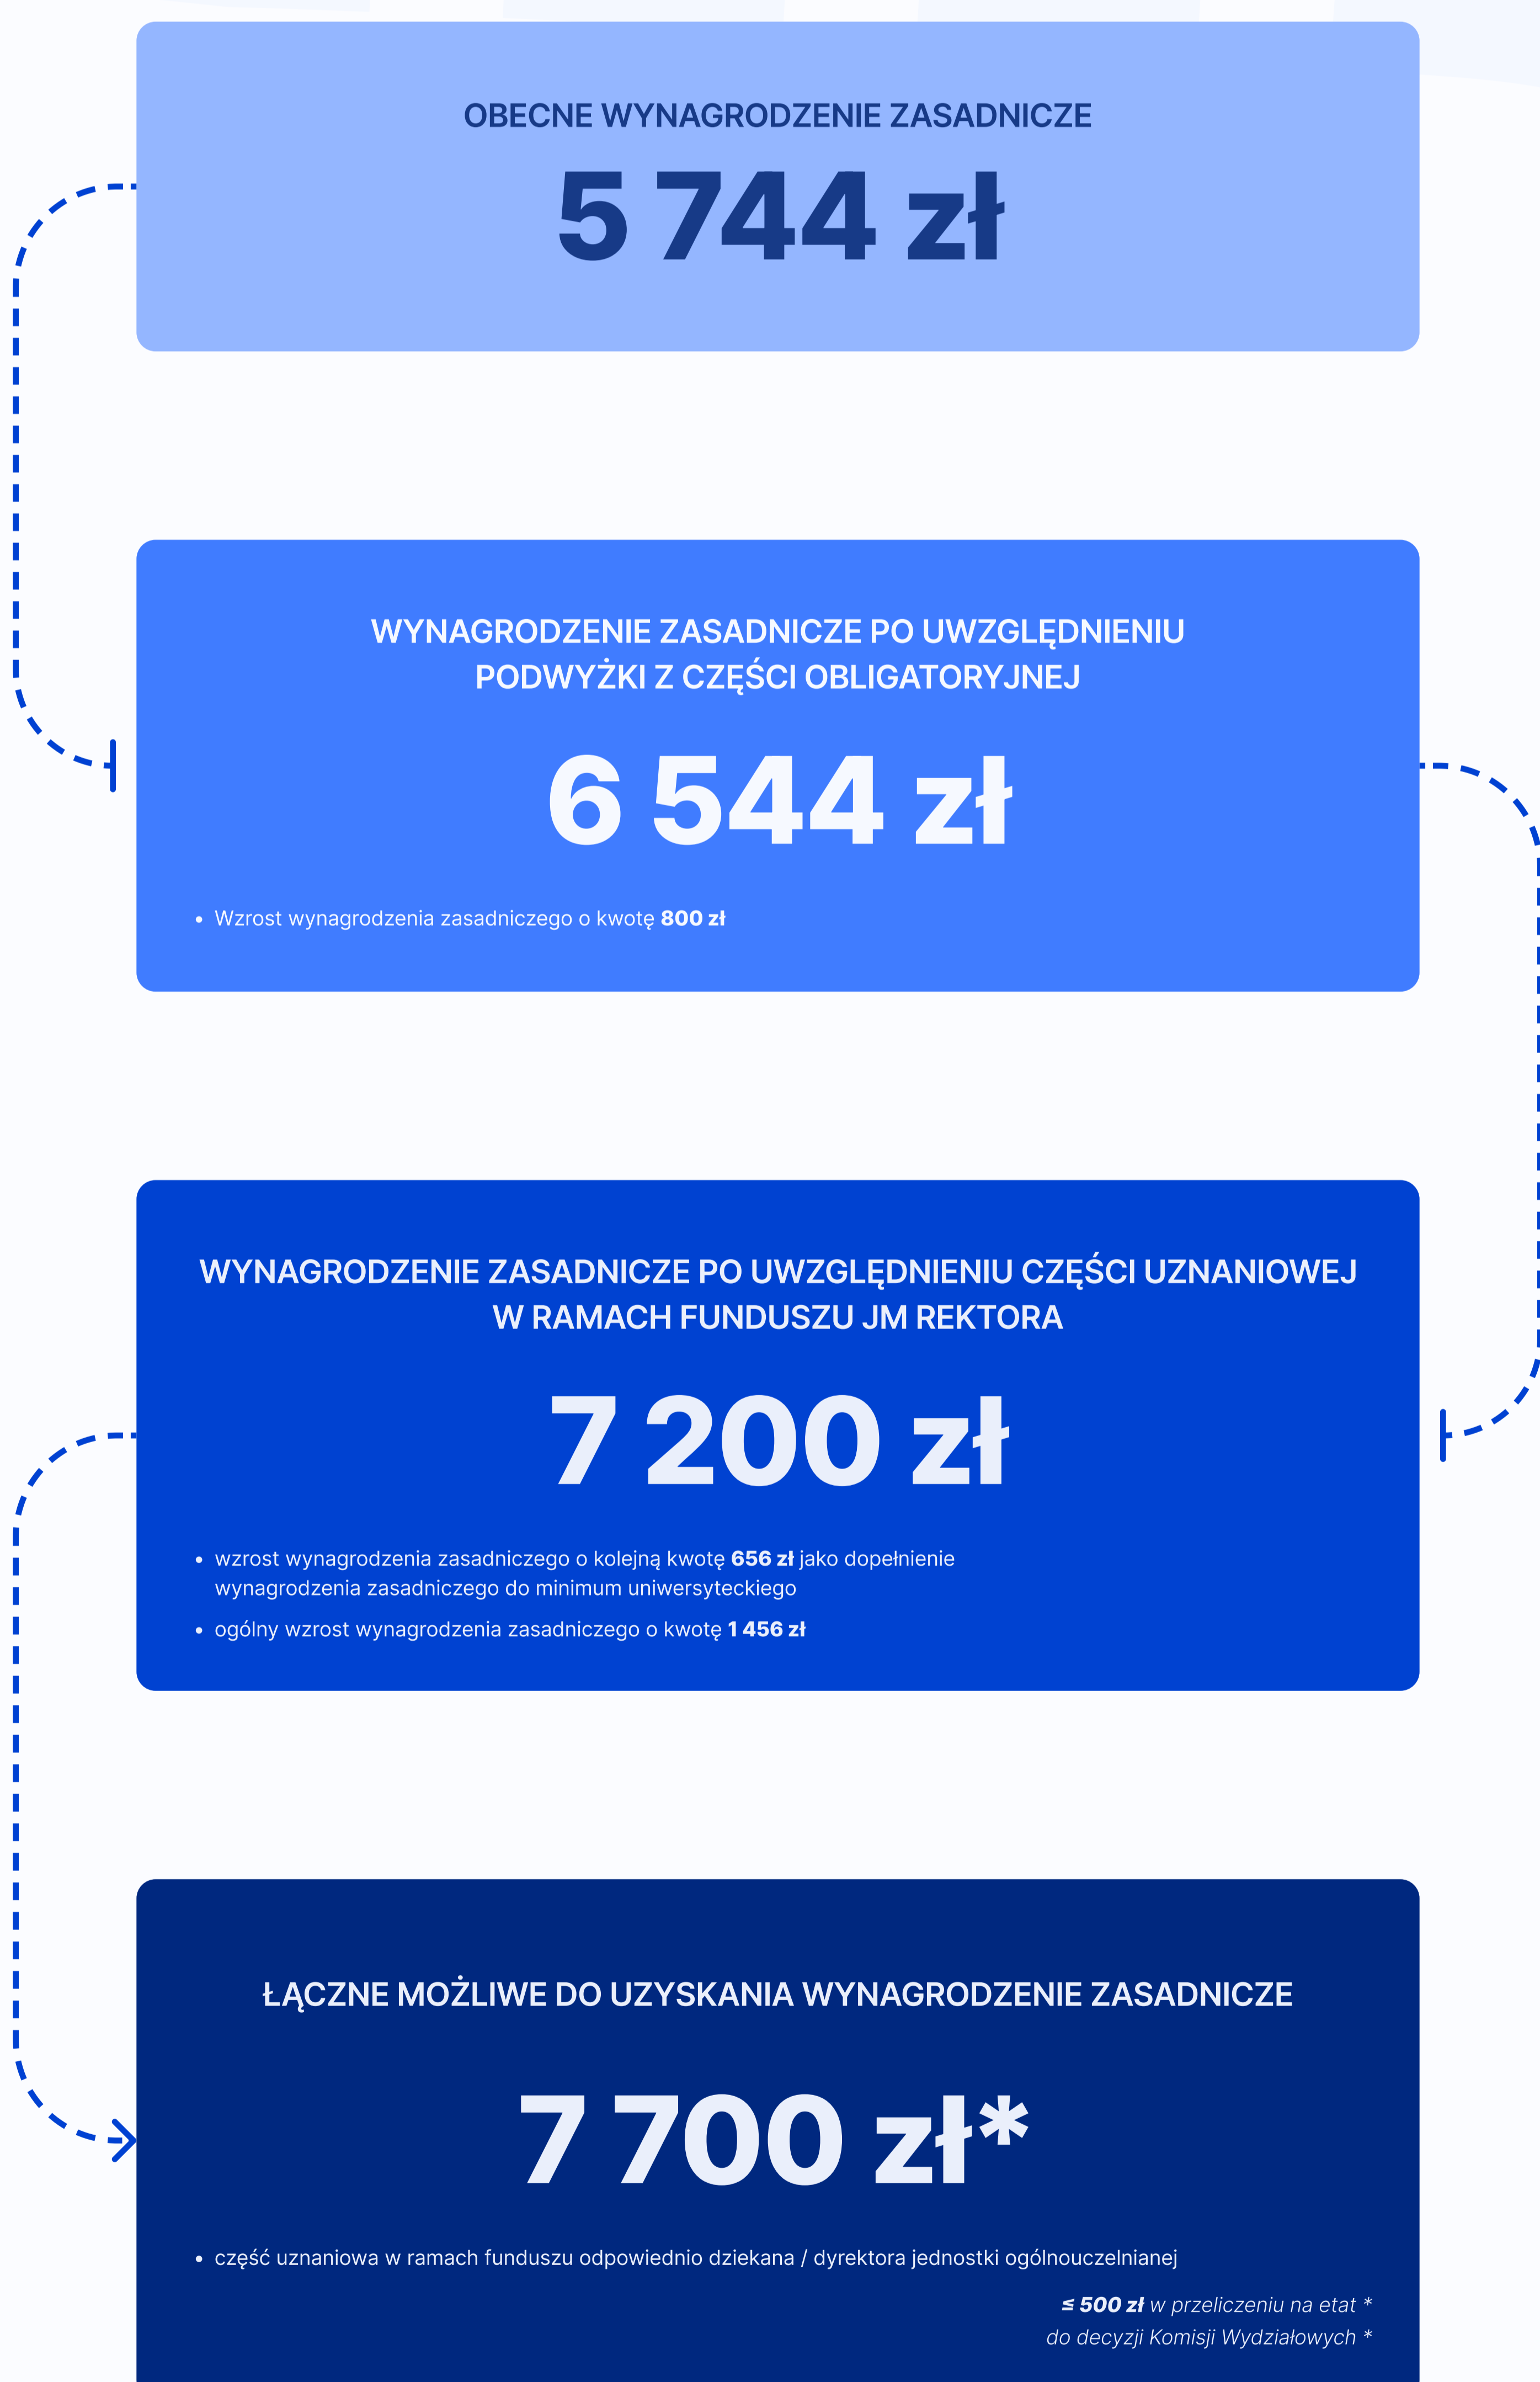 OBECNE WYNAGRODZENIE ZASADNICZE
5 744 zł
WYNAGRODZENIE ZASADNICZE PO UWZGLĘDNIENIU
PODWYŻKI Z CZĘŚCI OBLIGATORYJNEJ
6 544 zł
• Wzrost wynagrodzenia zasadniczego o kwotę 800 zł
WYNAGRODZENIE ZASADNICZE PO UWZGLĘDNIENIU CZĘŚCI UZNANIOWEJ
W RAMACH FUNDUSZU JM REKTORA
7 200 zł
• wzrost wynagrodzenia zasadniczego o kolejną kwotę 656 zł jako dopełnienie
wynagrodzenia zasadniczego do minimum uniwersyteckiego
• ogólny wzrost wynagrodzenia zasadniczego o kwotę 1 456 zł
ŁĄCZNE MOŻLIWE DO UZYSKANIA WYNAGRODZENIE ZASADNICZE
7 700 zł*
• część uznaniowa w ramach funduszu odpowiednio dziekana / dyrektora jednostki ogólnouczelnianej
≤ 500 zł w przeliczeniu na etat *
do decyzji Komisji Wydziałowych *